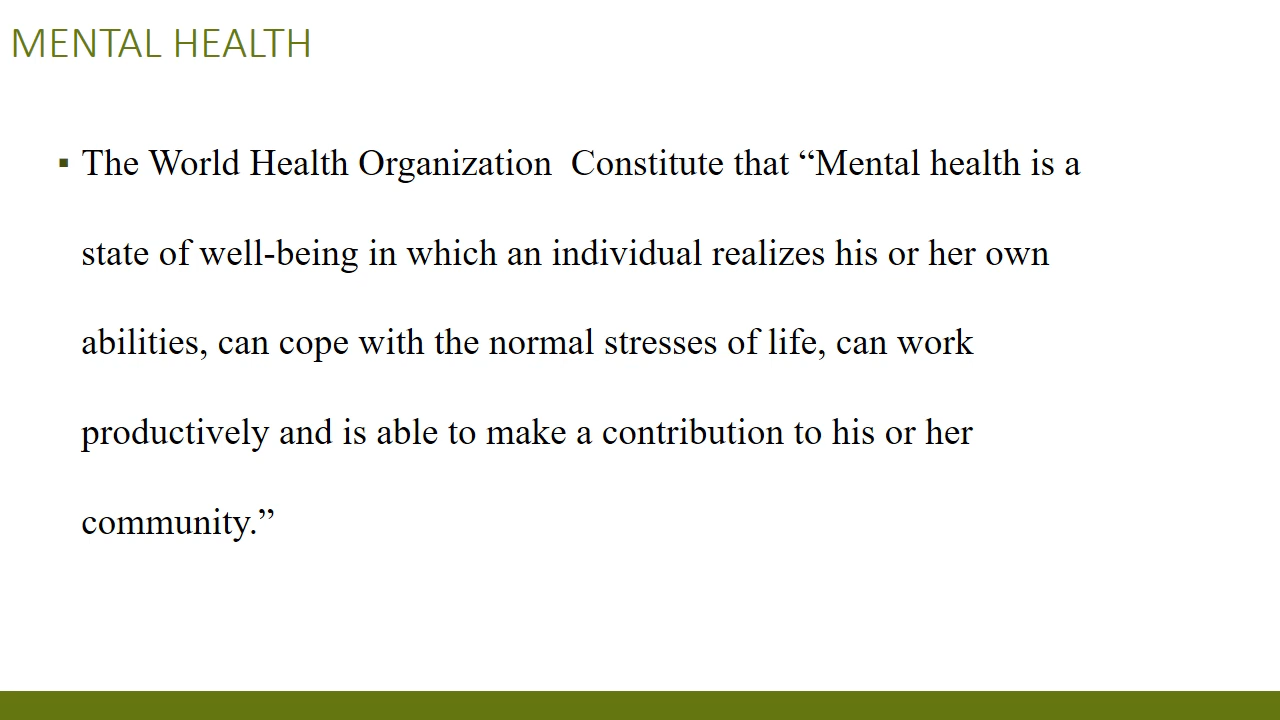 MENTAL HEALTH
▪ The World Health Organization  Constitute that “Mental health is a
state of well-being in which an individual realizes his or her own
abilities, can cope with the normal stresses of life, can work
productively and is able to make a contribution to his or her
community.”